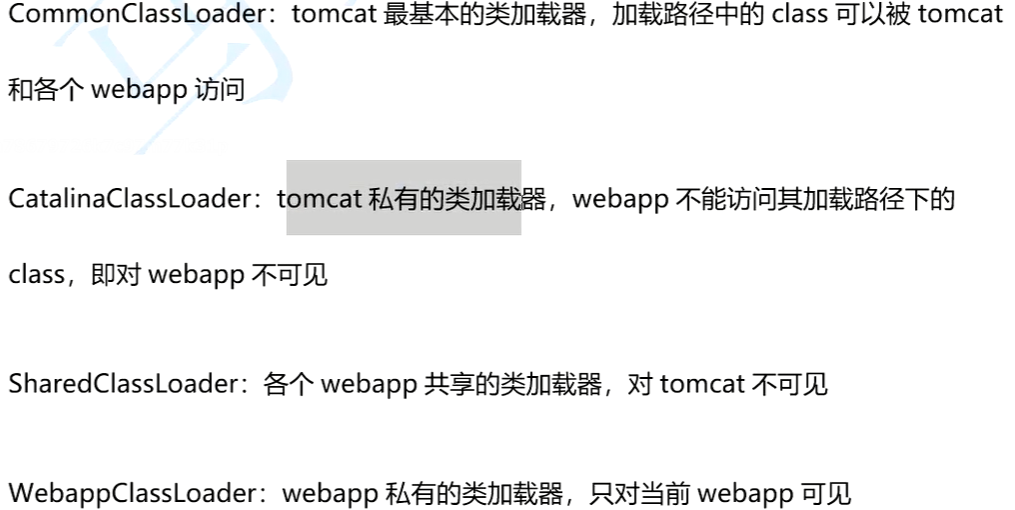 CommonClassLoader：tomcat 最基本的类加载器，加载路径中的 class 可以被 tomcat
和各个 webapp 访问
CatalinaClassLoader：tomcat 私有的类加载器，webapp 不能访问其加载路径下的
class，即对 webapp 不可见
SharedClassLoader：各个 webapp 共享的类加载器，对 tomcat 不可见
WebappClassLoader：webapp 私有的类加载器，只对当前 webapp 可见